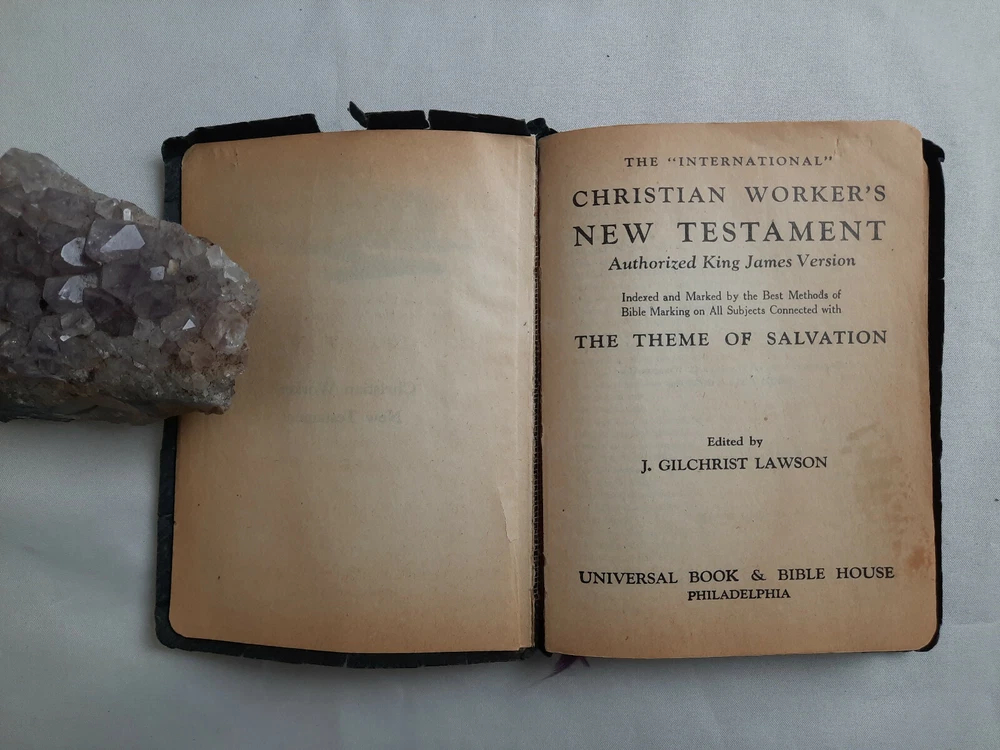 THE "INTERNATIONAL"
CHRISTIAN WORKER'S
NEW TESTAMENT
Authorized King James Version
Indexed and Marked by the Best Methods of
Bible Marking on All Subjects Connected with
THE THEME OF SALVATION
Edited by
J. GILCHRIST LAWSON
UNIVERSAL BOOK & BIBLE HOUSE
PHILADELPHIA